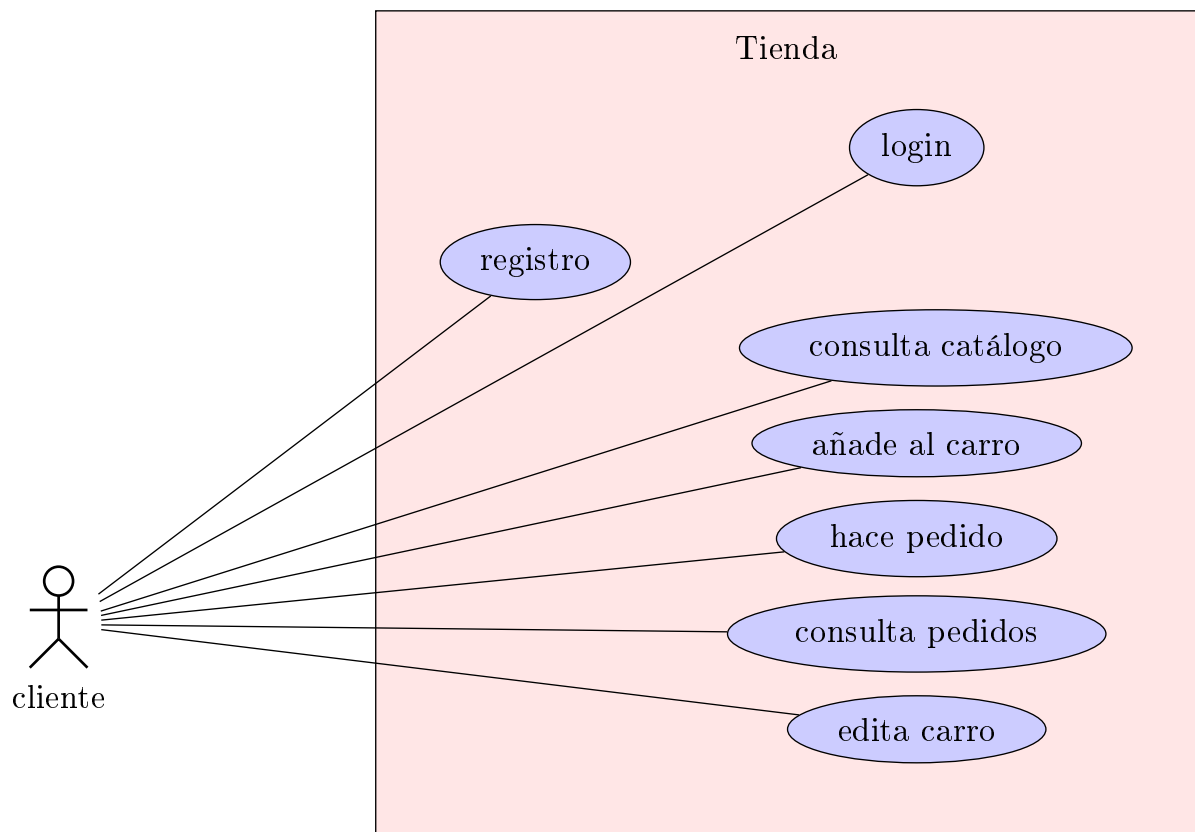 Tienda
login
registro
consulta catálogo
añade al carro
hace pedido
consulta pedidos
cliente
edita carro